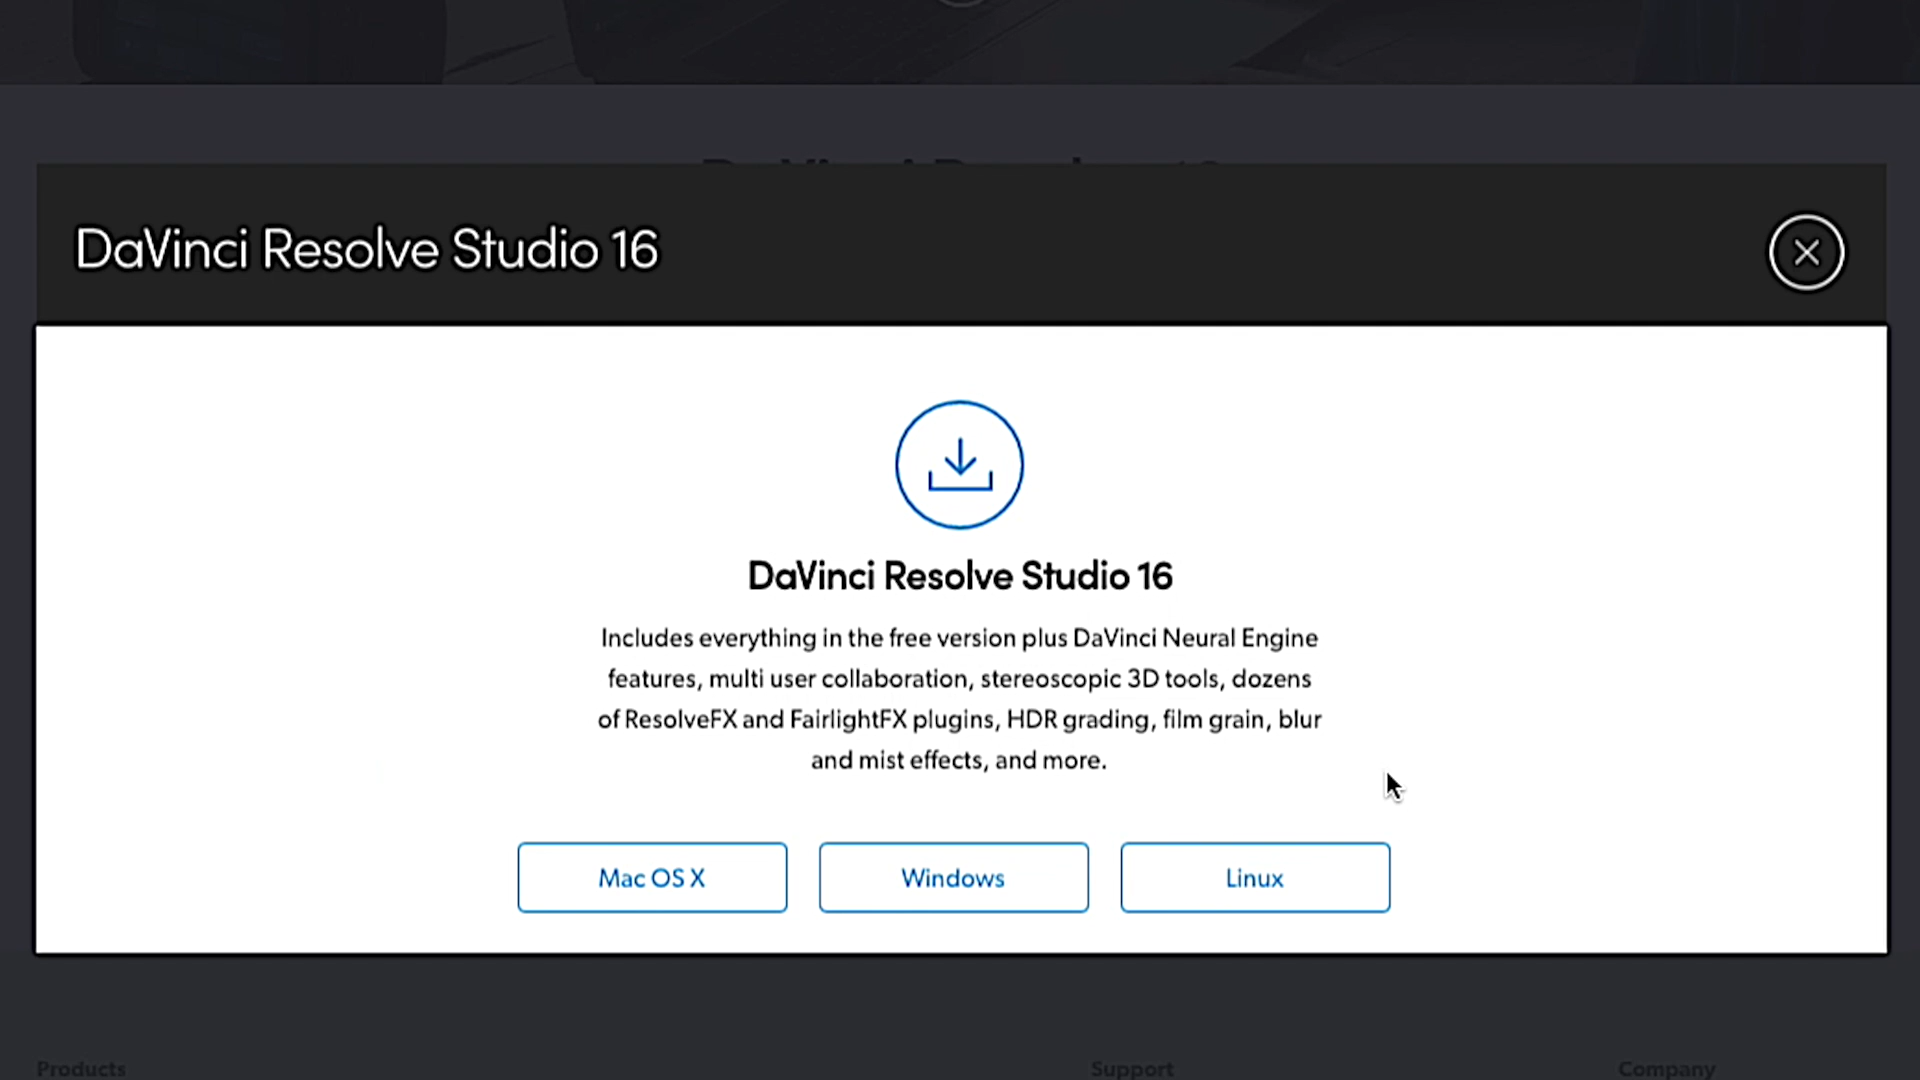 DaVinci Resolve Studio 16
DaVinci Resolve Studio 16
Includes everything in the free version plus DaVinci Neural Engine
features, multi user collaboration, stereoscopic 3D tools, dozens
of ResolveFX and FairlightFX plugins, HDR grading, film grain, blur
and mist effects, and more.
Mac OS X
Windows
Linux
Products
Support
Company